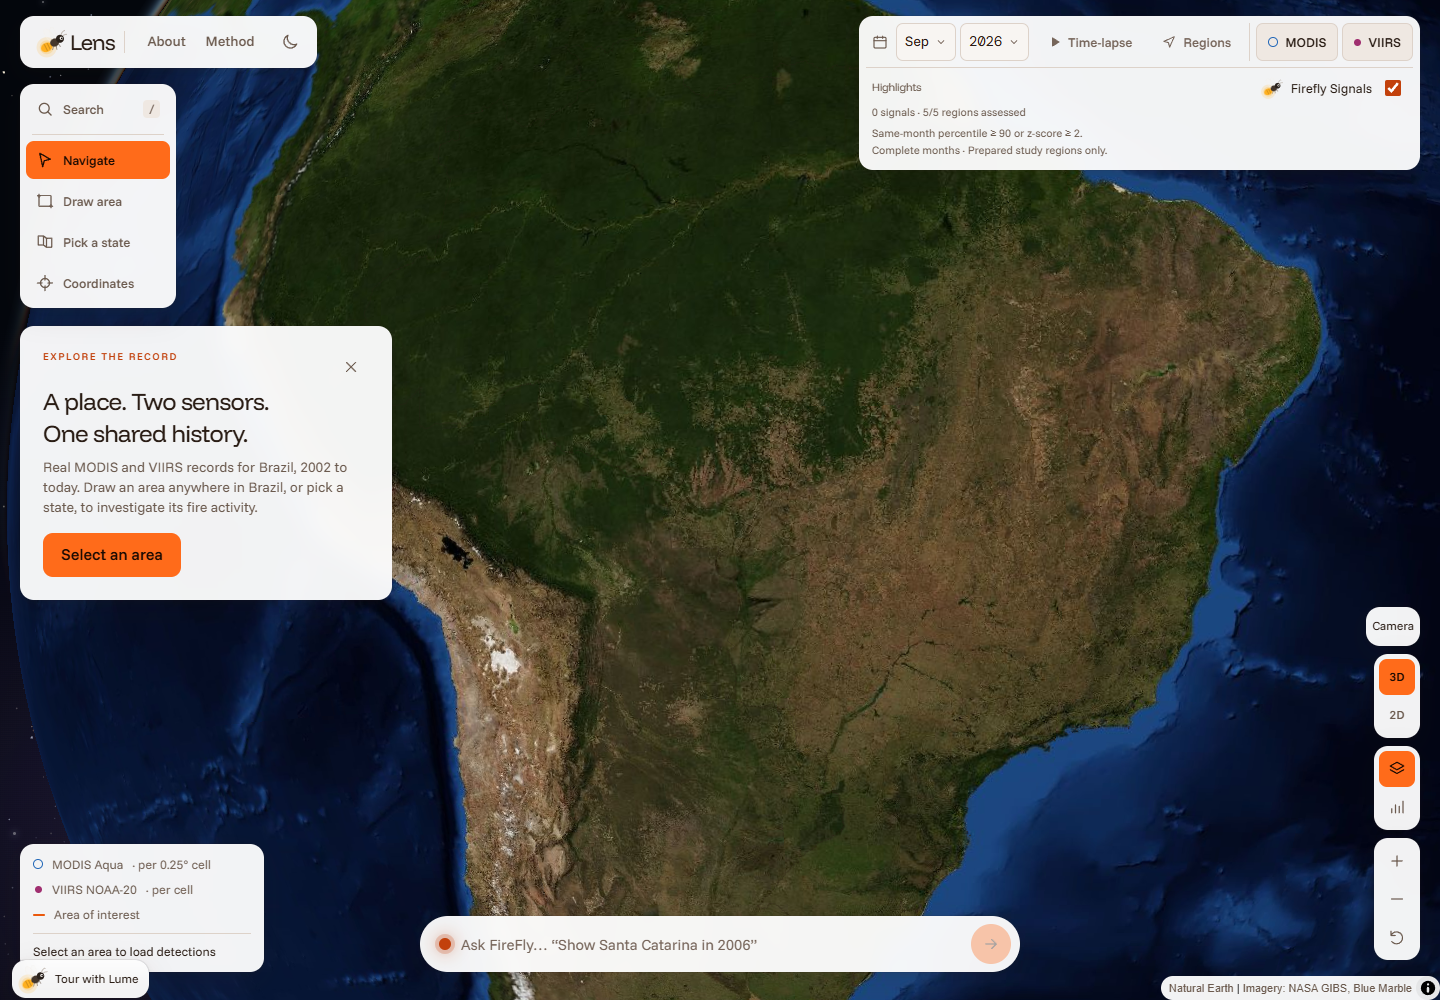 Lens
About
Method
Search
/
Navigate
Draw area
Pick a state
Coordinates
Sep
2026
Time-lapse
Regions
MODIS
VIIRS
Highlights
Firefly Signals
0 signals · 5/5 regions assessed
Same-month percentile ≥ 90 or z-score ≥ 2.
Complete months · Prepared study regions only.
EXPLORE THE RECORD
A place. Two sensors.
One shared history.
Real MODIS and VIIRS records for Brazil, 2002 to
today. Draw an area anywhere in Brazil, or pick a
state, to investigate its fire activity.
Select an area
Camera
3D
2D
MODIS Aqua · per 0.25° cell
VIIRS NOAA-20 · per cell
Area of interest
Select an area to load detections
Tour with Lume
Ask FireFly… “Show Santa Catarina in 2006”
Natural Earth | Imagery: NASA GIBS, Blue Marble